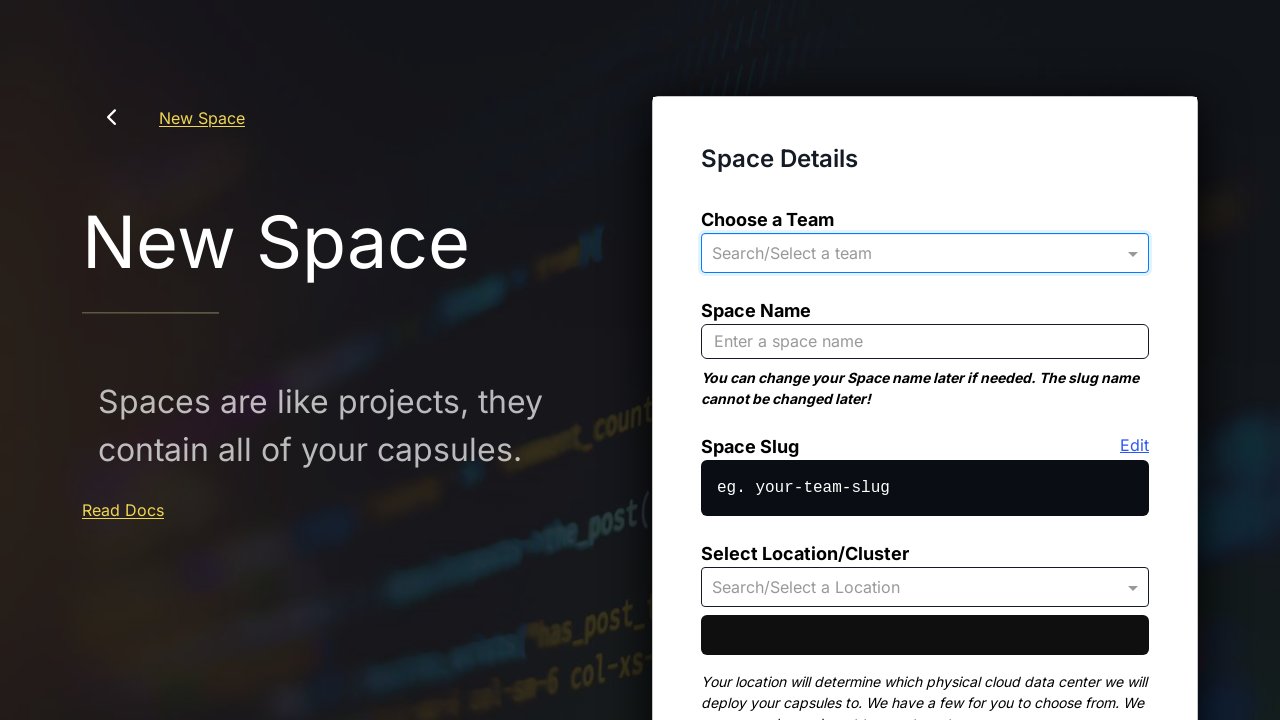 New Space
New Space
Spaces are like projects, they
contain all of your capsules.
Read Docs
Space Details
Choose a Team
Search/Select a team
Space Name
Enter a space name
You can change your Space name later if needed. The slug name
cannot be changed later!
Space Slug
Edit
eg. your-team-slug
Select Location/Cluster
Search/Select a Location
Your location will determine which physical cloud data center we will
deploy your capsules to. We have a few for you to choose from. We